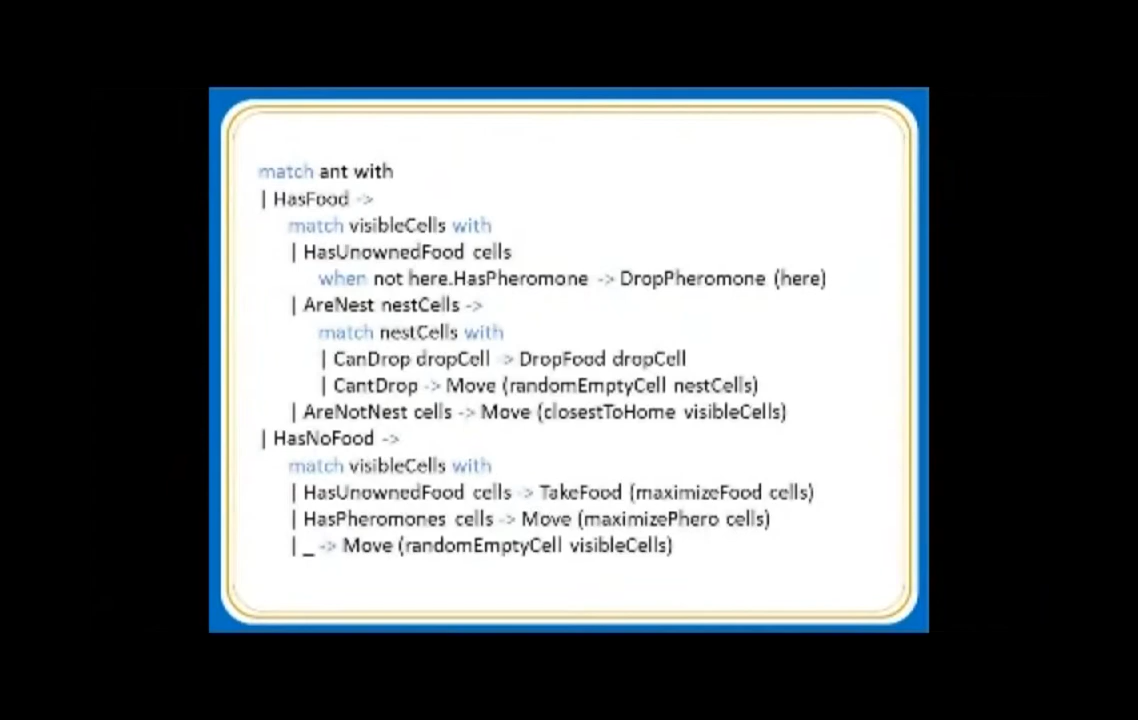 match ant with
| HasFood ->
match visibleCells with
| HasUnownedFood cells
when not here.HasPheromone -> DropPheromone (here)
| AreNest nestCells ->
match nestCells with
| CanDrop dropCell -> DropFood dropCell
| CantDrop -> Move (randomEmptyCell nestCells)
| AreNotNest cells -> Move (closestToHome visibleCells)
| HasNoFood ->
match visibleCells with
| HasUnownedFood cells -> TakeFood (maximizeFood cells)
| HasPheromones cells -> Move (maximizePhero cells)
| _ -> Move (randomEmptyCell visibleCells)